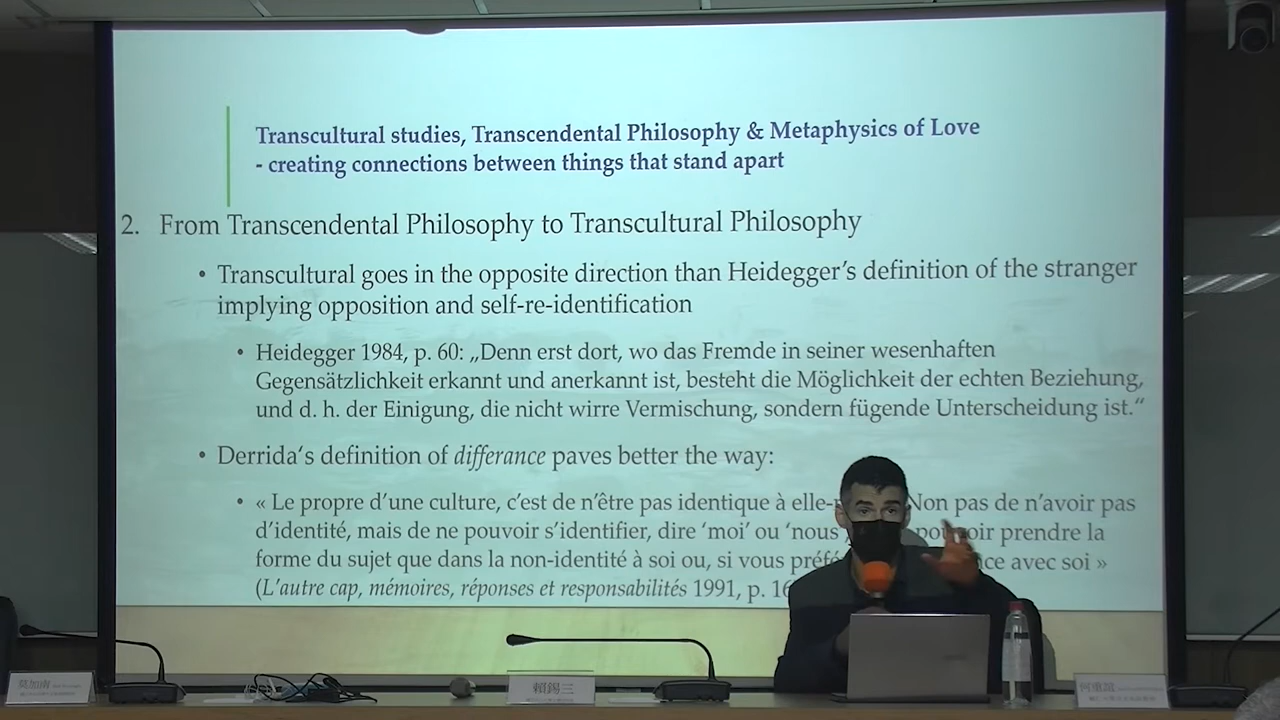 Transcultural studies, Transcendental Philosophy & Metaphysics of Love
- creating connections between things that stand apart
2. From Transcendental Philosophy to Transcultural Philosophy
• Transcultural goes in the opposite direction than Heidegger's definition of the stranger
implying opposition and self-re-identification
• Heidegger 1984, p. 60: „Denn erst dort, wo das Fremde in seiner wesenhaften
Gegensätzlichkeit erkannt und anerkannt ist, besteht die Möglichkeit der echten Beziehung,
und d. h. der Einigung, die nicht wirre Vermischung, sondern fügende Unterscheidung ist.“
• Derrida‘s definition of differance paves better the way:
• « Le propre d'une culture, c'est de n'être pas identique à elle- Non pas de n'avoir pas
d'identité, mais de ne pouvoir s'identifier, dire ‘moi’ ou ‘nous prendre la
forme du sujet que dans la non-identité à soi ou, si vous avec soi »
(L'autre cap, mémoires, réponses et responsabilités 1991, p.
莫加南
賴錫三
何重誼